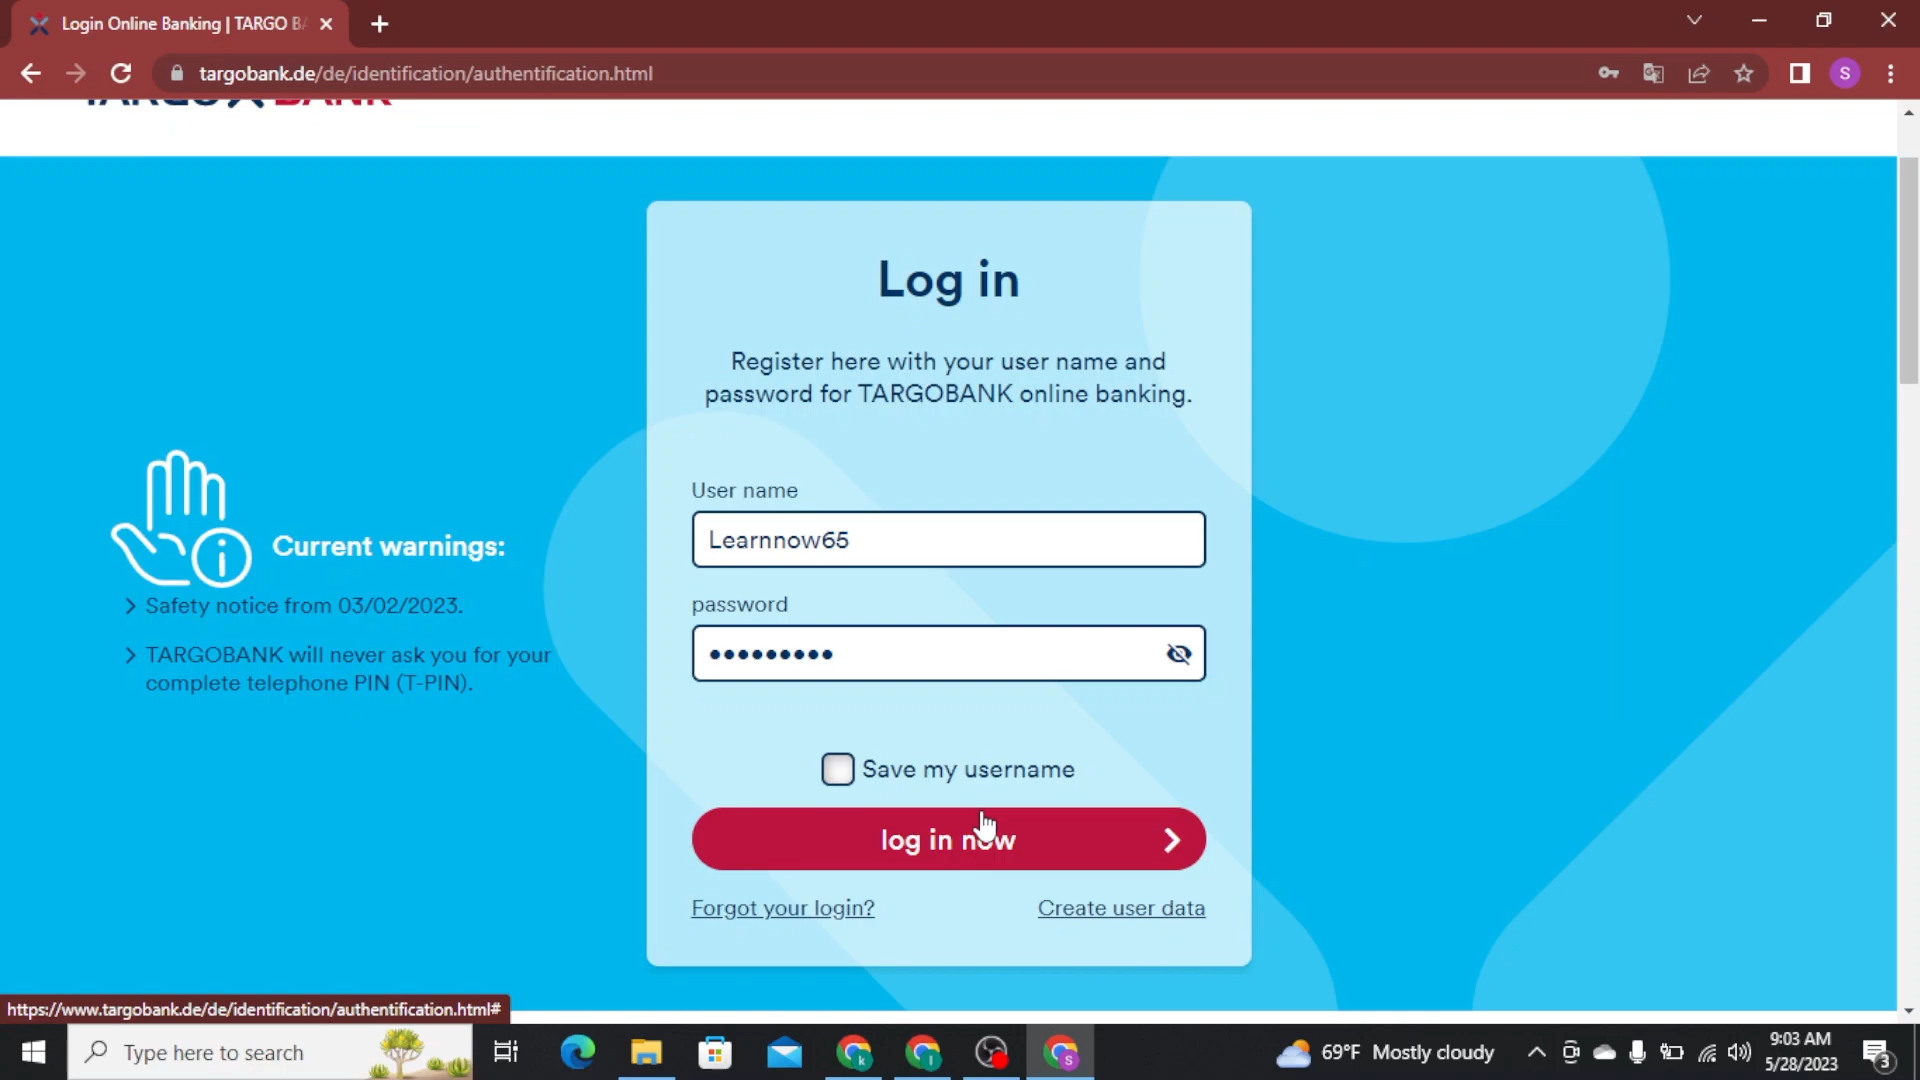 Login Online Banking | TARGO BA
targobank.de/de/identification/authentification.html
S
TARGO BANK
Log in
Register here with your user name and
password for TARGOBANK online banking.
User name
Learnnow65
password
•••••••••
Current warnings:
Safety notice from 03/02/2023.
TARGOBANK will never ask you for your
complete telephone PIN (T-PIN).
Save my username
log in now
Forgot your login?
Create user data
https://www.targobank.de/de/identification/authentification.html#
Type here to search
k
l
s
69°F Mostly cloudy
9:03 AM
5/28/2023
3